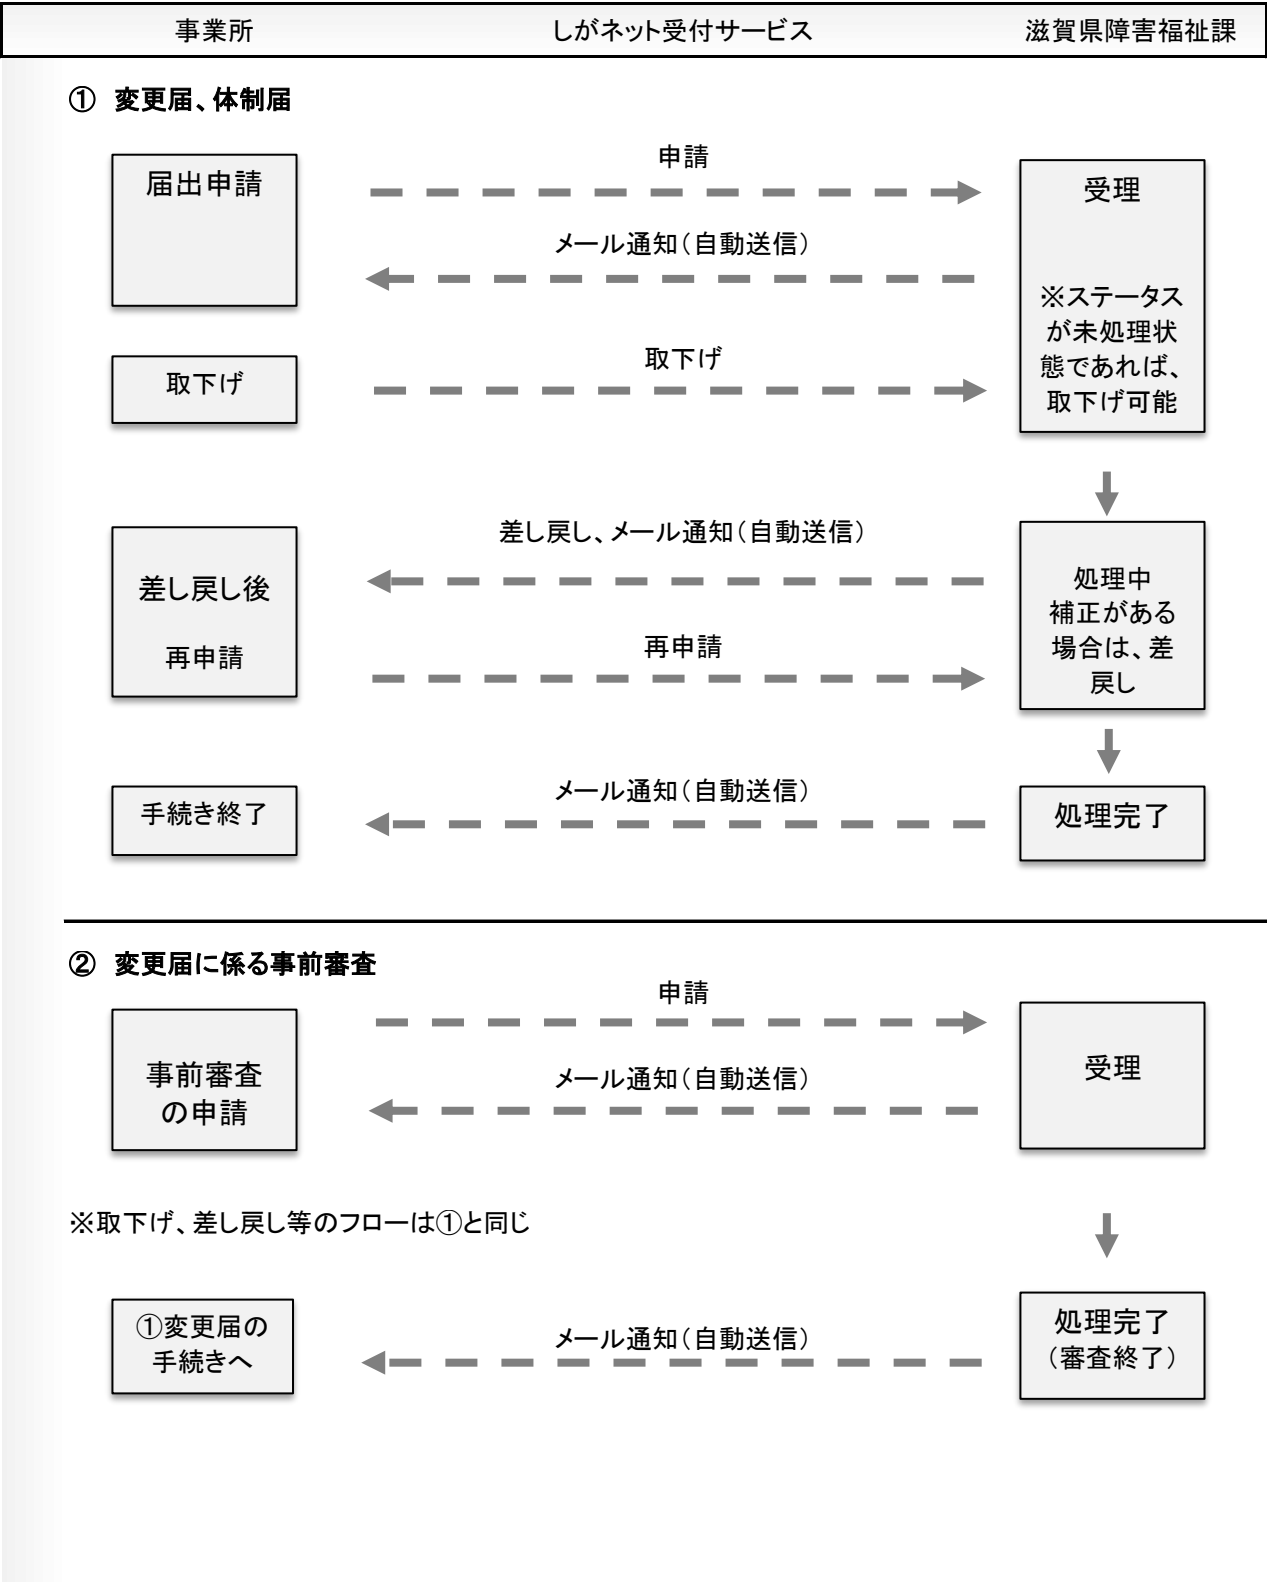 事業所 しがネット受付サービス 滋賀県障害福祉課
① 変更届、体制届
申請
届出申請
受理
メール通知（自動送信）
※ステータス
が未処理状
態であれば、
取下げ可能
取下げ
取下げ
差し戻し、メール通知（自動送信）
差し戻し後
再申請
処理中
補正がある
場合は、差
戻し
再申請
メール通知（自動送信）
手続き終了
処理完了
② 変更届に係る事前審査
申請
事前審査
の申請
受理
メール通知（自動送信）
※取下げ、差し戻し等のフローは①と同じ
①変更届の
手続きへ
メール通知（自動送信）
処理完了
（審査終了）